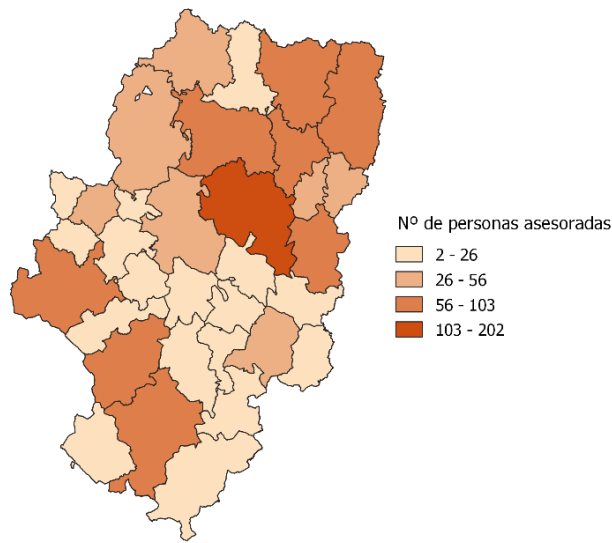 Nº de personas asesoradas
2 - 26
26 - 56
56 - 103
103 - 202